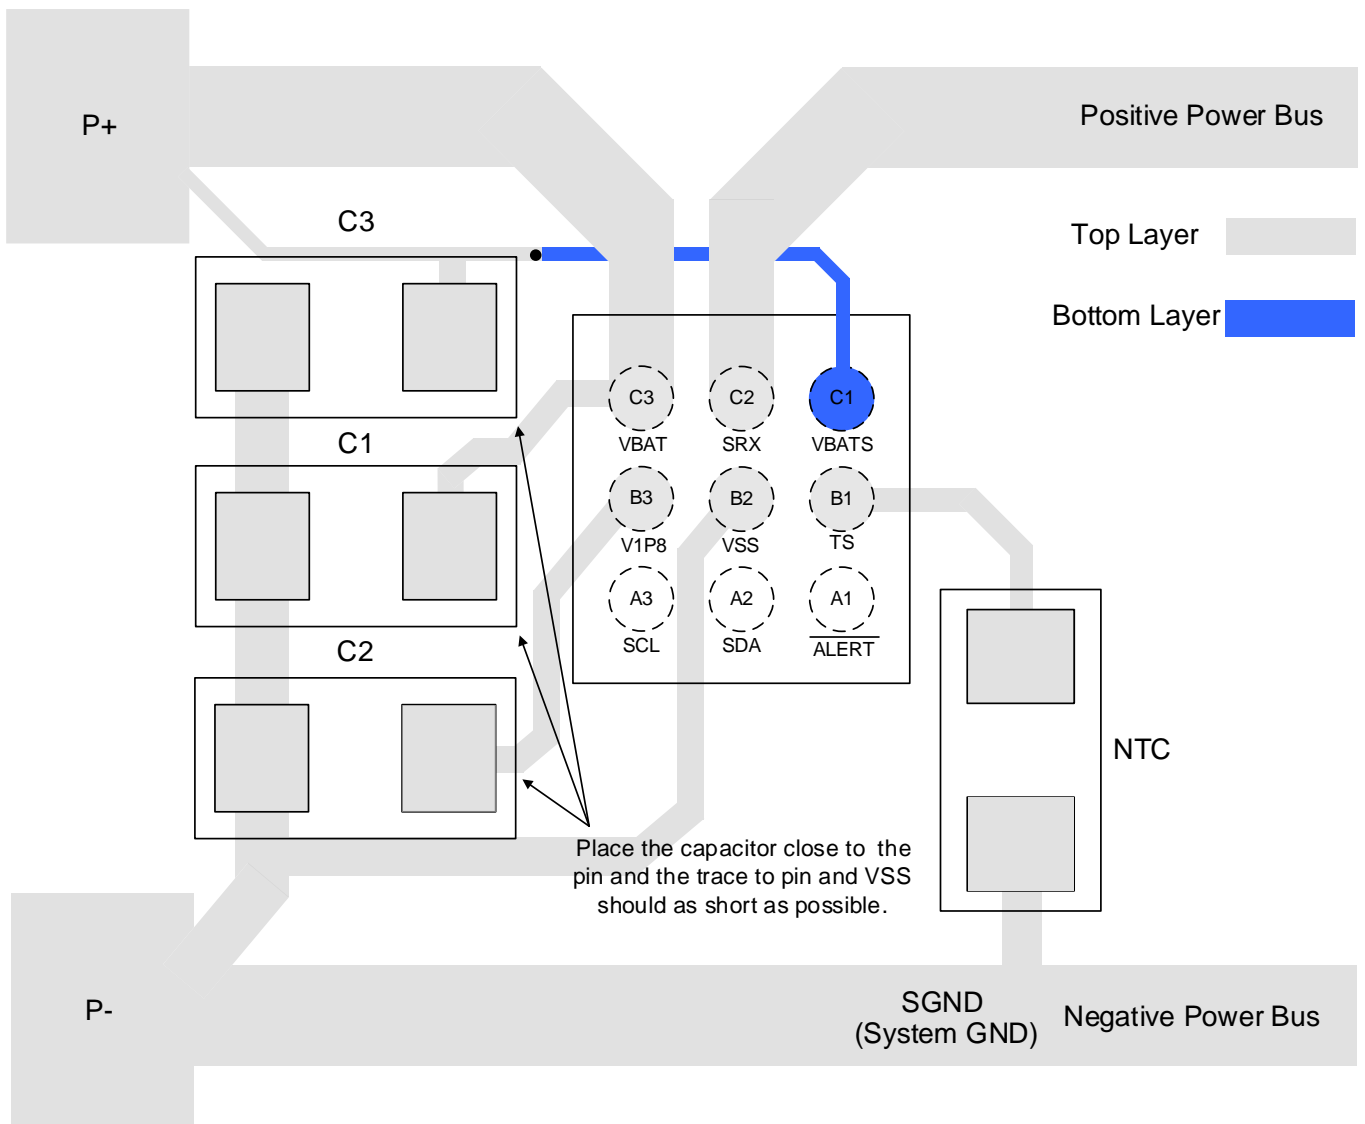 P+
Positive Power Bus
C3
Top Layer
Bottom Layer
C3
C2
C1
VBAT
SRX
VBATS
C1
B3
B2
B1
V1P8
VSS
TS
A3
A2
A1
SCL
SDA
ALERT
C2
NTC
Place the capacitor close to the
pin and the trace to pin and VSS
should as short as possible.
P-
SGND
(System GND)
Negative Power Bus